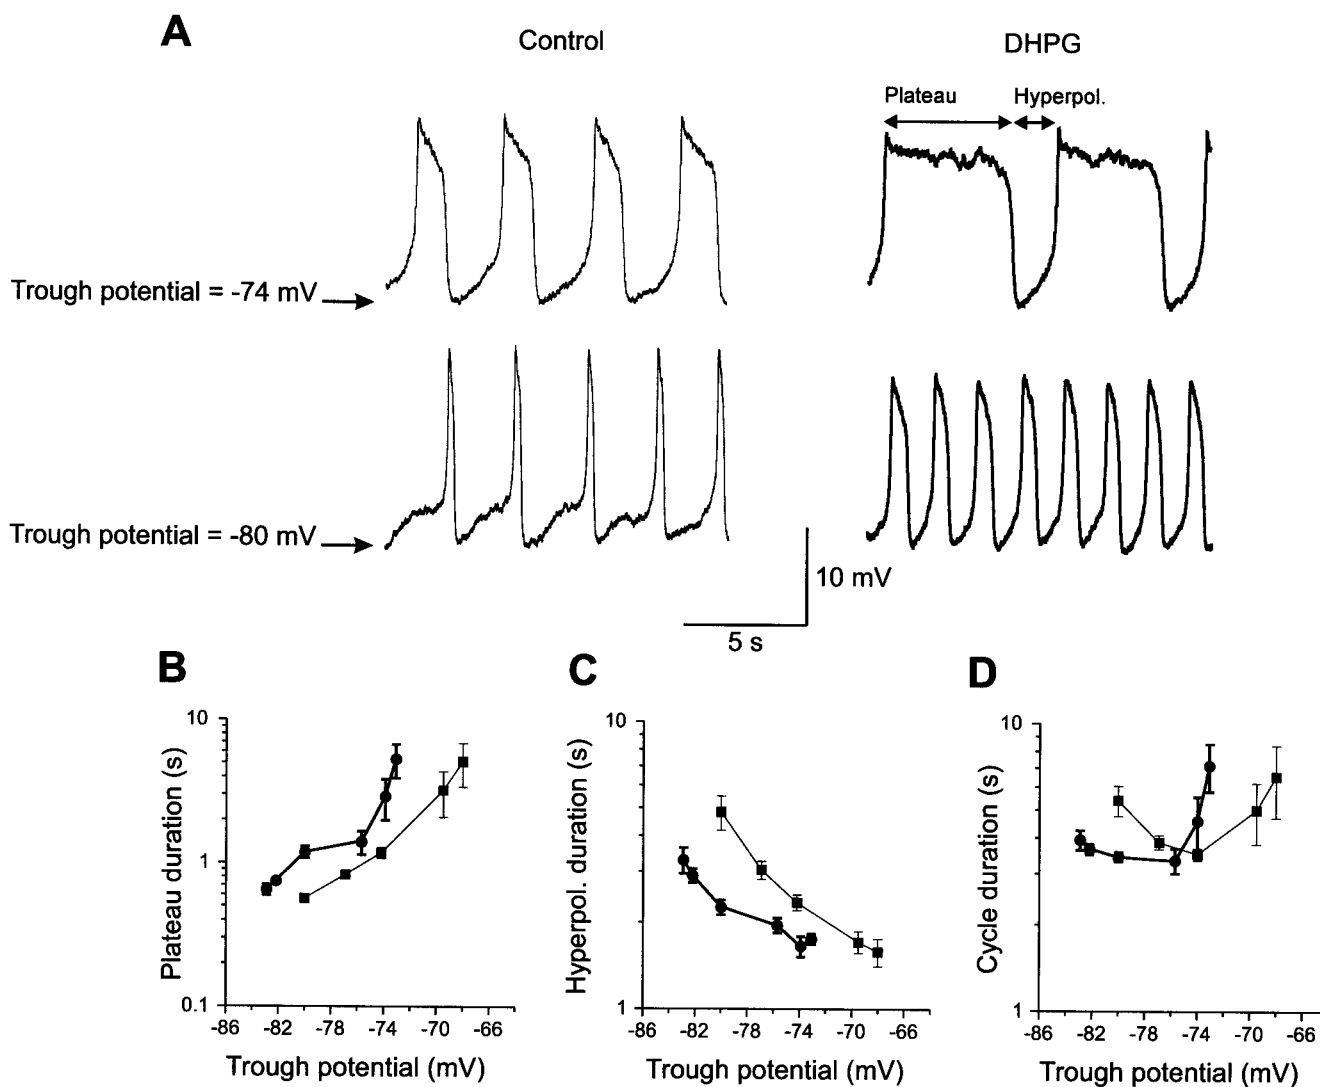 A
Control
DHPG
Plateau
Hyperpol.
Trough potential = -74 mV
Trough potential = -80 mV
10 mV
5 s
B
C
D
Plateau duration (s)
10
1
0.1
-86
-82
-78
-74
-70
-66
Trough potential (mV)
Hyperpol. duration (s)
10
1
-86
-82
-78
-74
-70
-66
Trough potential (mV)
Cycle duration (s)
10
1
-86
-82
-78
-74
-70
-66
Trough potential (mV)